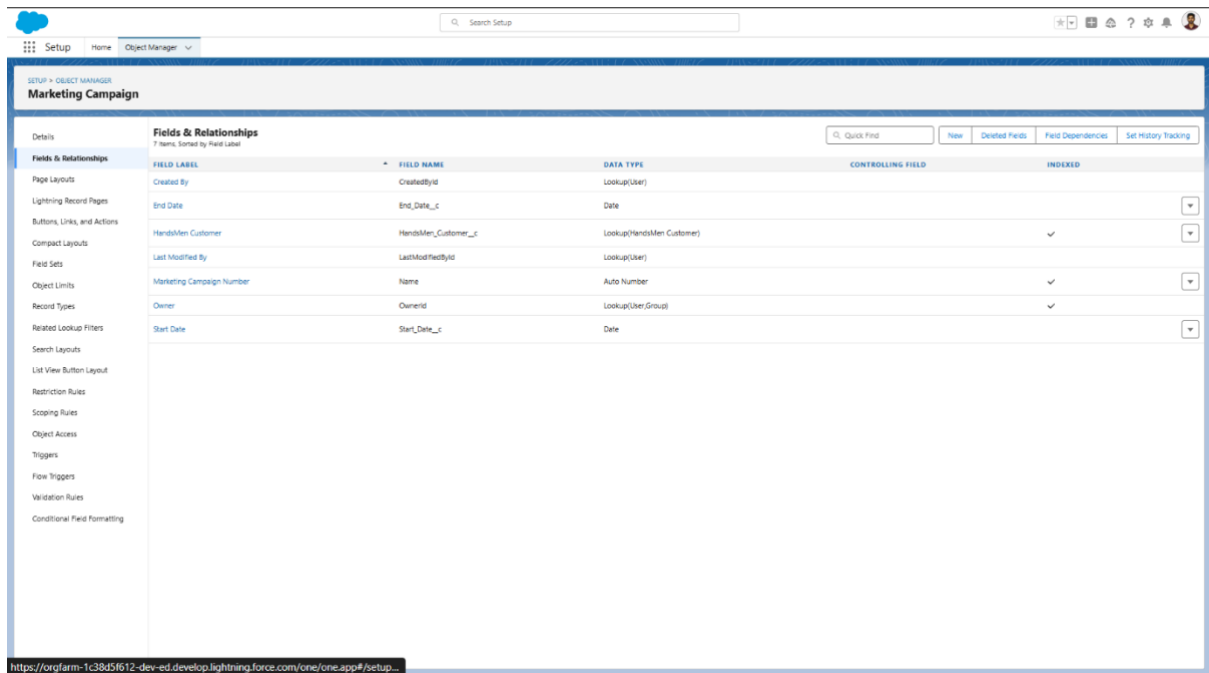 Search Setup
Setup Home Object Manager
SETUP > OBJECT MANAGER
Marketing Campaign
Details
Fields & Relationships
Page Layouts
Lightning Record Pages
Buttons, Links, and Actions
Compact Layouts
Field Sets
Object Limits
Record Types
Related Lookup Filters
Search Layouts
List View Button Layout
Restriction Rules
Scoping Rules
Object Access
Triggers
Flow Triggers
Validation Rules
Conditional Field Formatting
Fields & Relationships
7 Items, Sorted by Field Label
Quick Find New Deleted Fields Field Dependencies Set History Tracking
FIELD LABEL FIELD NAME DATA TYPE CONTROLLING FIELD INDEXED
Created By CreatedById Lookup(User)
End Date End_Date__c Date
HandsMen Customer HandsMen_Customer__c Lookup(HandsMen Customer)
Last Modified By LastModifiedById Lookup(User)
Marketing Campaign Number Name Auto Number
Owner OwnerId Lookup(User,Group)
Start Date Start_Date__c Date
https://orgfarm-1c38d5f612-dev-ed.develop.lightning.force.com/one/one.app#/setup...